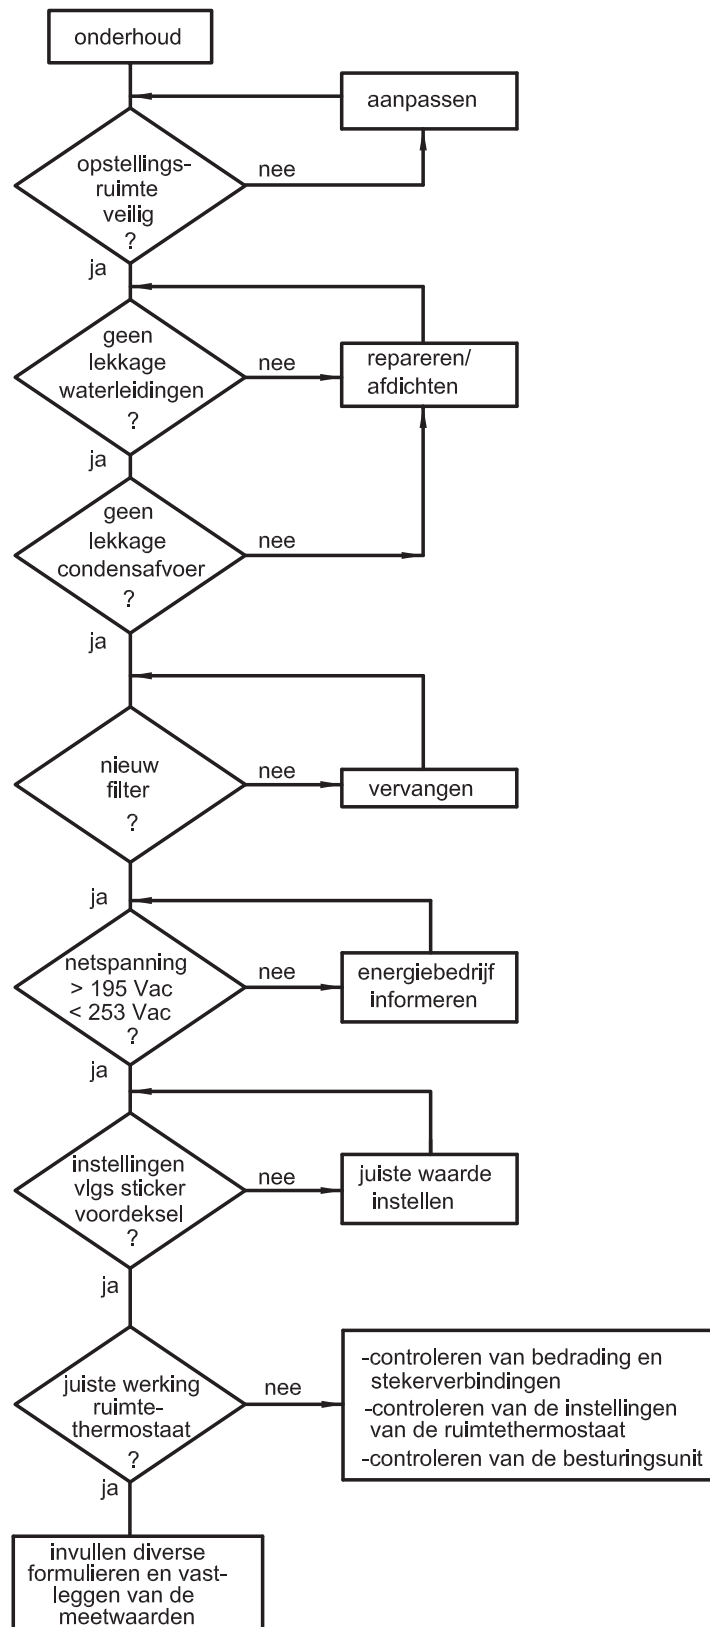 onderhoud
aanpassen
opstellings-
ruimte
veilig
?
nee
ja
geen
lekkage
waterleidingen
?
nee
repareren/
afdichten
ja
geen
lekkage
condensafvoer
?
nee
ja
nieuw
filter
?
nee
vervangen
ja
netspanning
> 195 Vac
< 253 Vac
?
nee
energiebedrijf
informeren
ja
instellingen
vlgs sticker
voordeksel
?
nee
juiste waarde
instellen
ja
juiste werking
ruimte-
thermostaat
?
nee
-controleren van bedrading en
stekerverbindingen
-controleren van de instellingen
van de ruimtethermostaat
-controleren van de besturingsunit
ja
invullen diverse
formulieren en vast-
leggen van de
meetwaarden